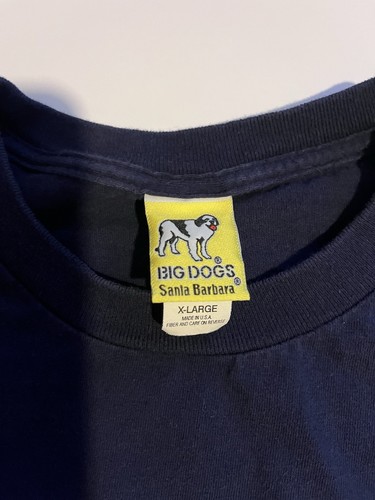 BIG DOGS®
Santa Barbara®
X-LARGE
MADE IN U.S.A.
FIBER AND CARE ON REVERSE